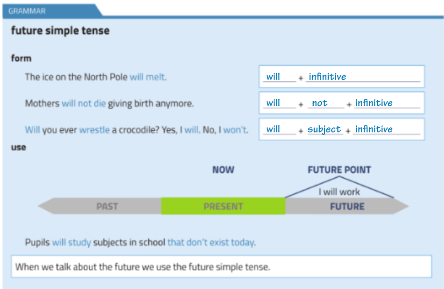 GRAMMAR
future simple tense
form
The ice on the North Pole will melt. will + infinitive
Mothers will not die giving birth anymore. will + not + infinitive
Will you ever wrestle a crocodile? Yes, I will. No, I won't. will + subject + infinitive
use
NOW FUTURE POINT
I will work
PAST PRESENT FUTURE
Pupils will study subjects in school that don't exist today.
When we talk about the future we use the future simple tense.